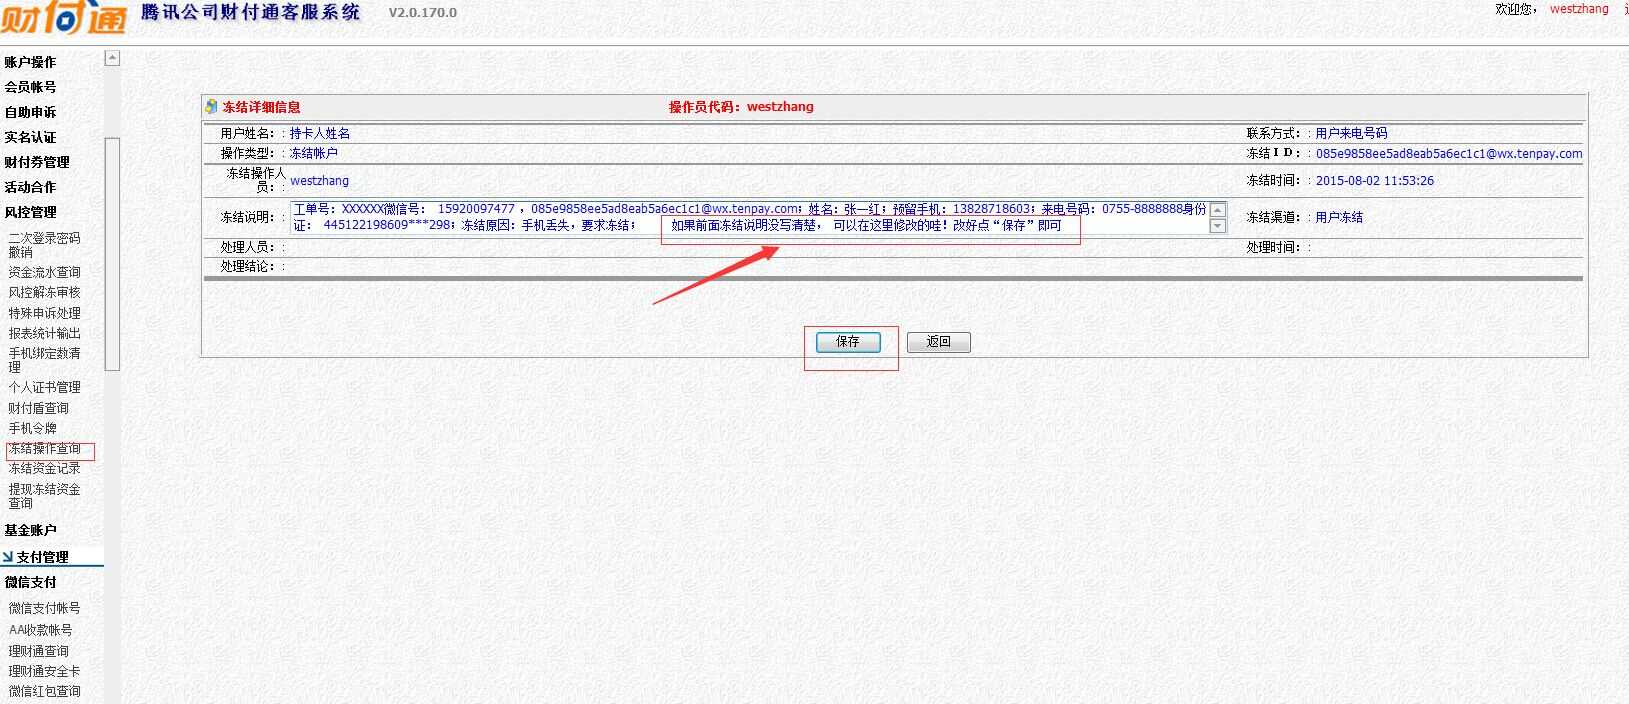 财付通 腾讯公司财付通客服系统 V2.0.170.0 欢迎您, westzhang
账户操作
会员帐号
自助申诉
实名认证
财付券管理
活动合作
风控管理
二次登录密码
撤销
资金流水查询
风控解冻审核
特殊申诉处理
报表统计输出
手机绑定数清
理
个人证书管理
财付盾查询
手机令牌
冻结操作查询
冻结资金记录
提现冻结资金
查询
基金账户
支付管理
微信支付
微信支付帐号
AA收款帐号
理财通查询
理财通安全卡
微信红包查询
冻结详细信息 操作员代码：westzhang
用户姓名：: 持卡人姓名 联系方式：: 用户来电号码
操作类型：: 冻结帐户 冻结ID：: 085e9858ee5ad8eab5a6ec1c1@wx.tenpay.com
冻结操作人
员：: westzhang 冻结时间：: 2015-08-02 11:53:26
冻结说明：: 工单号：XXXXXX微信号： 15920097477 ，085e9858ee5ad8eab5a6ec1c1@wx.tenpay.com；姓名：张一红；预留手机：13828718603；来电号码：0755-8888888身份
证： 445122198609***298；冻结原因：手机丢失，要求冻结； 如果前面冻结说明没写清楚， 可以在这里修改的哇！改好点“保存”即可
冻结渠道：: 用户冻结
处理人员：: 处理时间：:
处理结论：:
保存 返回